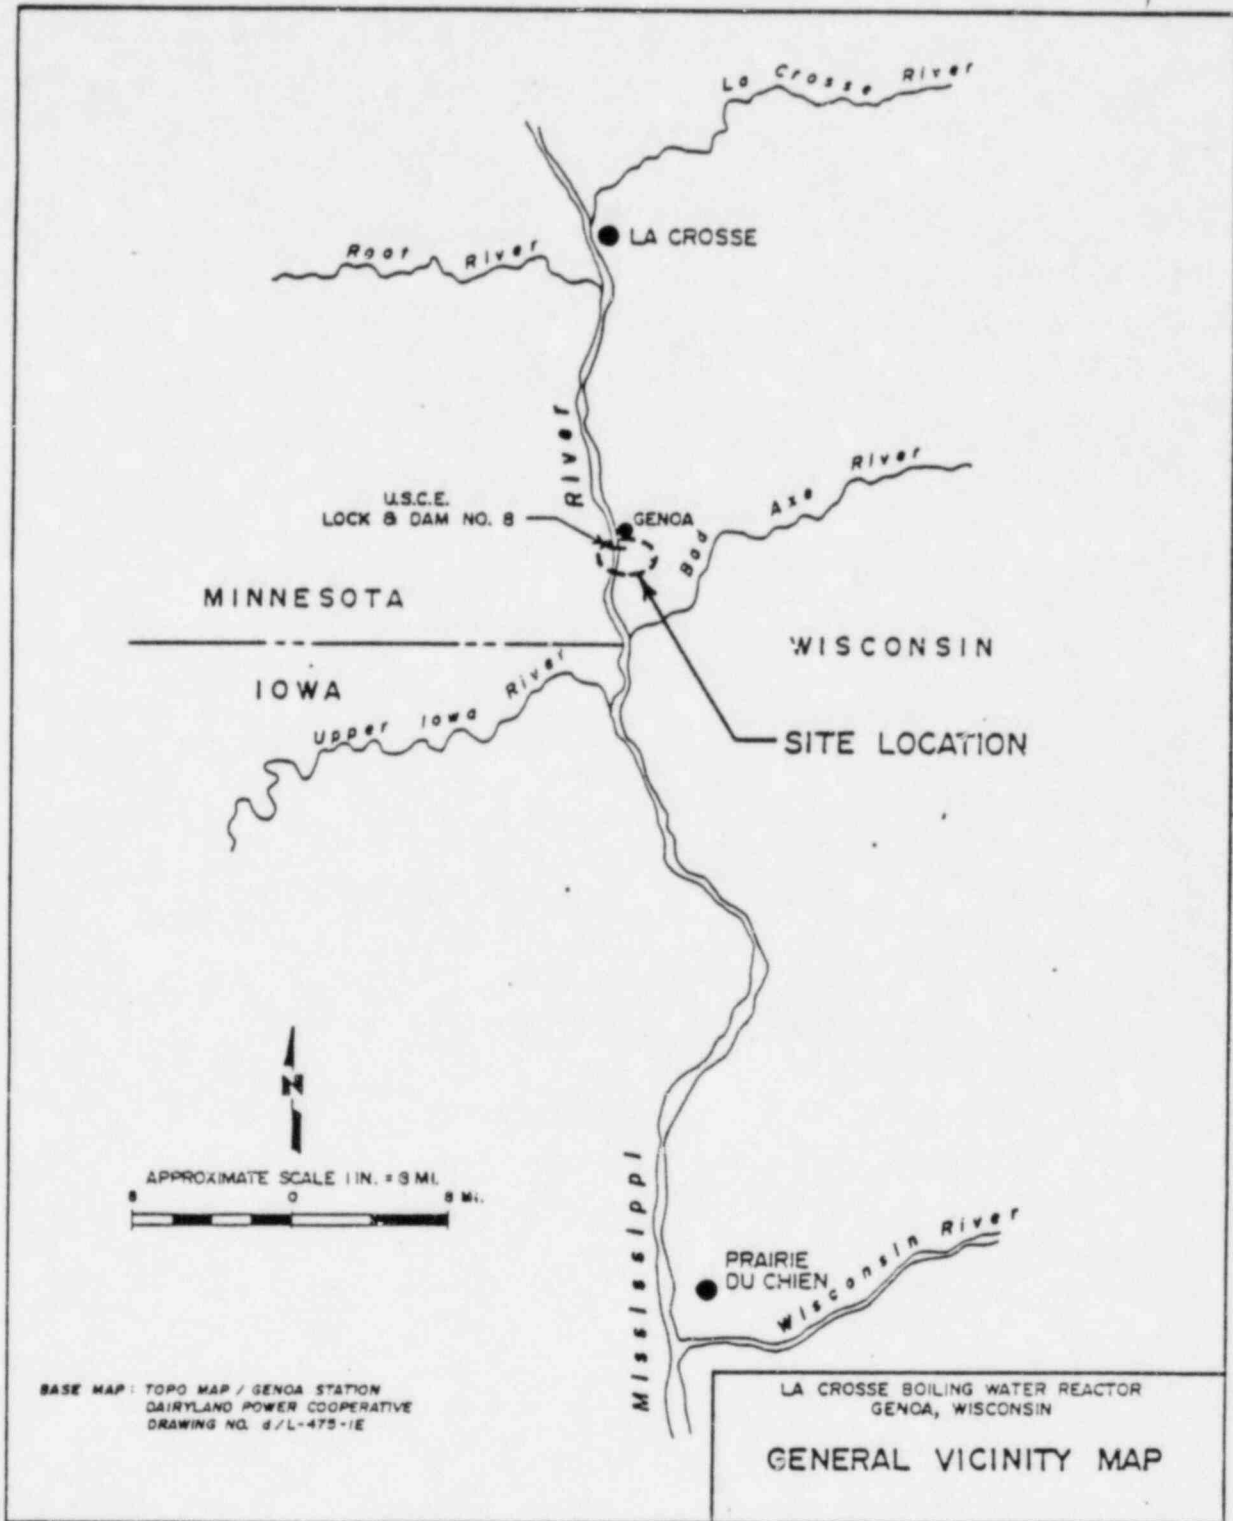 La Crosse River
LA CROSSE
Root River
River
U.S.C.E.
LOCK & DAM NO. 8
GENOA
Bad Axe River
MINNESOTA
WISCONSIN
IOWA
Upper Iowa River
SITE LOCATION
N
APPROXIMATE SCALE 1 IN. = 8 MI.
8 0 8 Mi.
Mississippi
PRAIRIE
DU CHIEN
Wisconsin River
BASE MAP: TOPO MAP / GENOA STATION
DAIRYLAND POWER COOPERATIVE
DRAWING NO. d/L-475-1E
LA CROSSE BOILING WATER REACTOR
GENOA, WISCONSIN
GENERAL VICINITY MAP